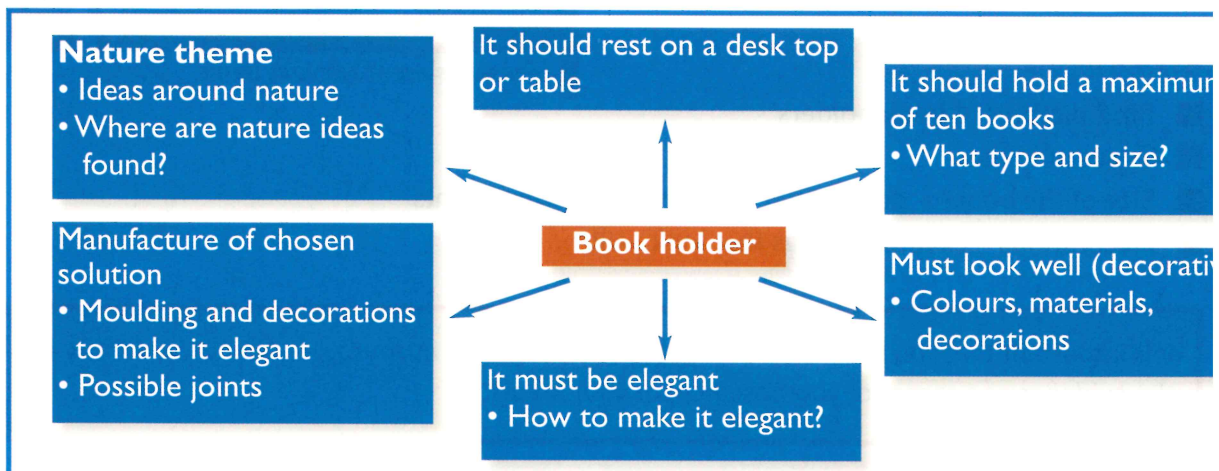 Nature theme
• Ideas around nature
• Where are nature ideas
found?
It should rest on a desk top
or table
It should hold a maximu
of ten books
• What type and size?
Book holder
Manufacture of chosen
solution
• Moulding and decorations
to make it elegant
• Possible joints
It must be elegant
• How to make it elegant?
Must look well (decorativ
• Colours, materials,
decorations